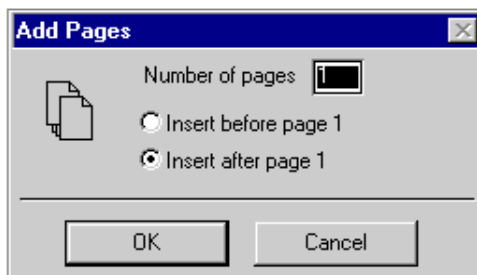 Add Pages
Number of pages 1
Insert before page 1
Insert after page 1
OK Cancel